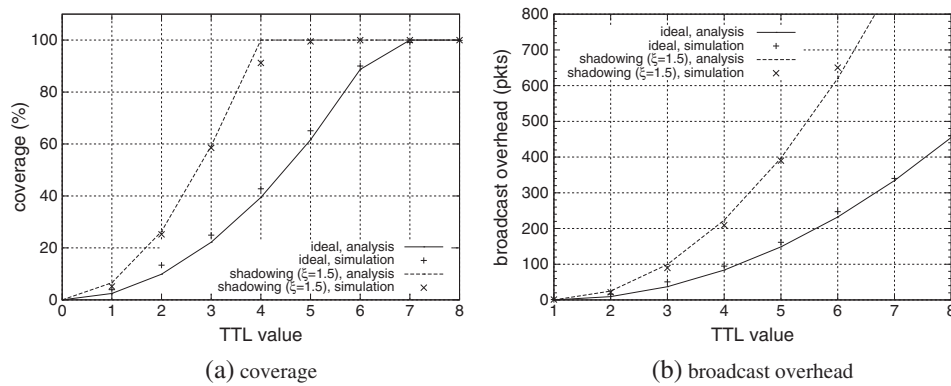 100
80
60
40
20
0
coverage (%)
0 1 2 3 4 5 6 7 8
TTL value
ideal, analysis
ideal, simulation
shadowing (ξ=1.5), analysis
shadowing (ξ=1.5), simulation
(a) coverage
800
700
600
500
400
300
200
100
0
broadcast overhead (pkts)
1 2 3 4 5 6 7 8
TTL value
ideal, analysis
ideal, simulation
shadowing (ξ=1.5), analysis
shadowing (ξ=1.5), simulation
(b) broadcast overhead